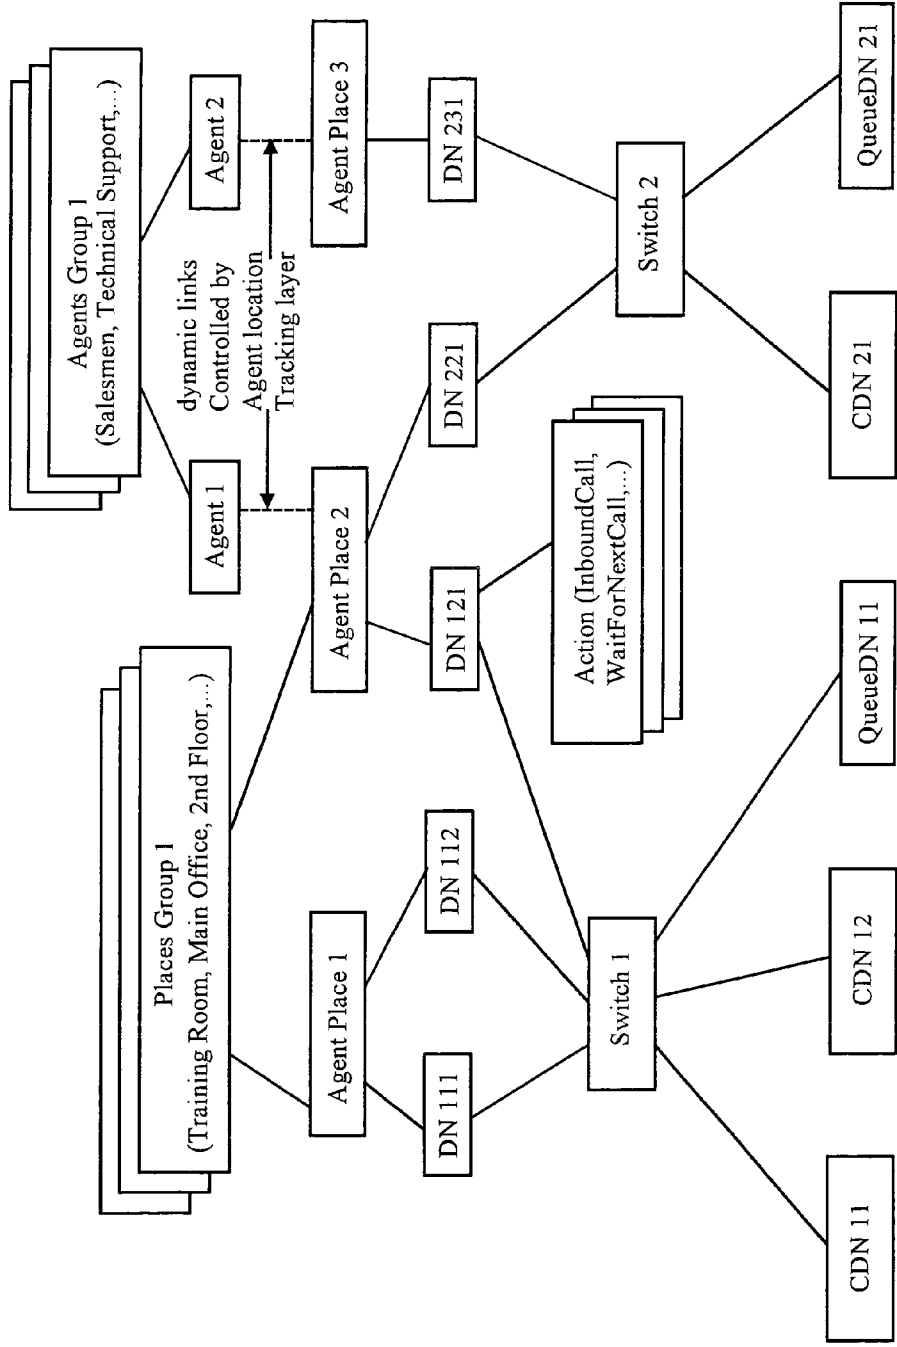 Agents Group 1
(Salesmen, Technical Support,...)
Places Group 1
(Training Room, Main Office, 2nd Floor,...)
Agent 1
Agent 2
dynamic links
Controlled by
Agent location
Tracking layer
Agent Place 1
Agent Place 2
Agent Place 3
DN 111
DN 112
DN 121
DN 221
DN 231
Action (InboundCall,
WaitForNextCall,...)
Switch 1
Switch 2
CDN 11
CDN 12
QueueDN 11
CDN 21
QueueDN 21